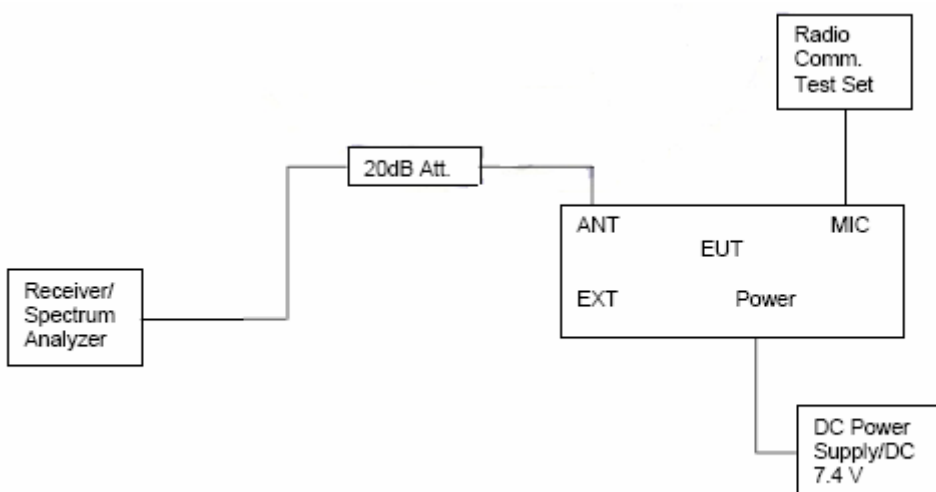 Radio
Comm.
Test Set
20dB Att.
ANT
MIC
EUT
EXT
Power
Receiver/
Spectrum
Analyzer
DC Power
Supply/DC
7.4 V